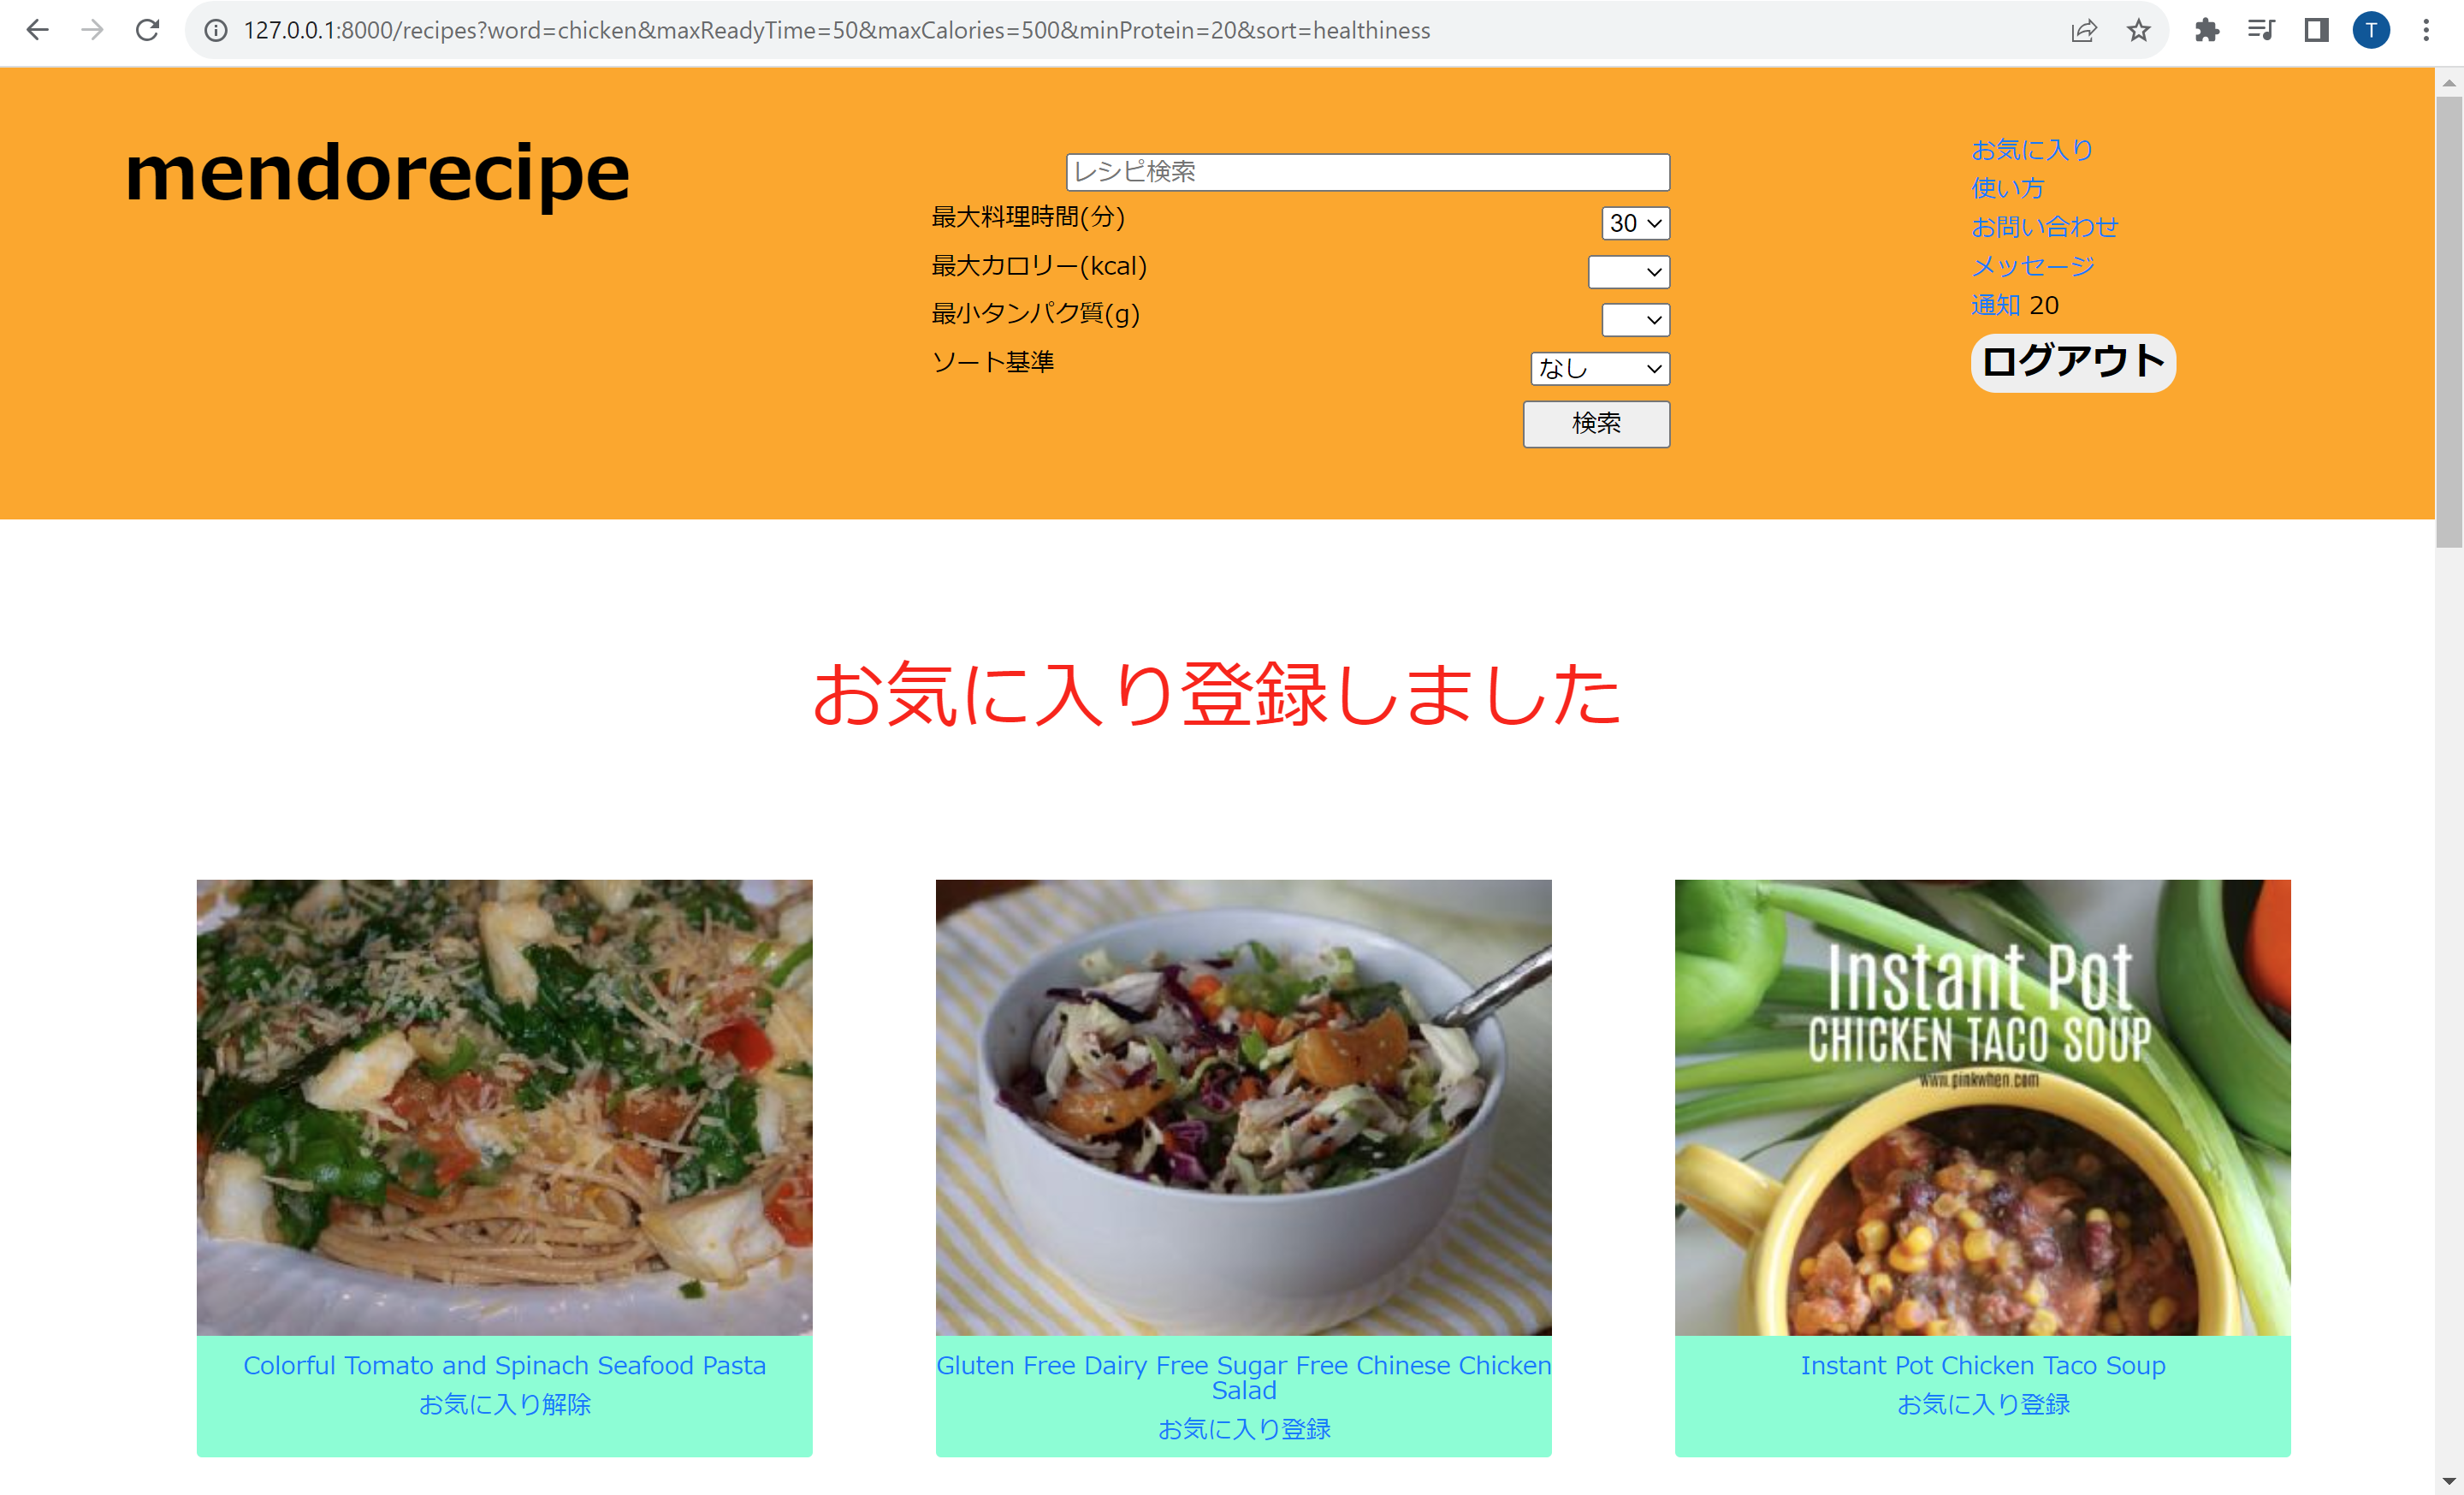 127.0.0.1:8000/recipes?word=chicken&maxReadyTime=50&maxCalories=500&minProtein=20&sort=healthiness
T
mendorecipe
レシピ検索
最大料理時間(分)
30
最大カロリー(kcal)
最小タンパク質(g)
ソート基準
なし
検索
お気に入り
使い方
お問い合わせ
メッセージ
通知 20
ログアウト
お気に入り登録しました
Instant Pot
CHICKEN TACO SOUP
www.pinkwhen.com
Colorful Tomato and Spinach Seafood Pasta
お気に入り解除
Gluten Free Dairy Free Sugar Free Chinese Chicken
Salad
お気に入り登録
Instant Pot Chicken Taco Soup
お気に入り登録